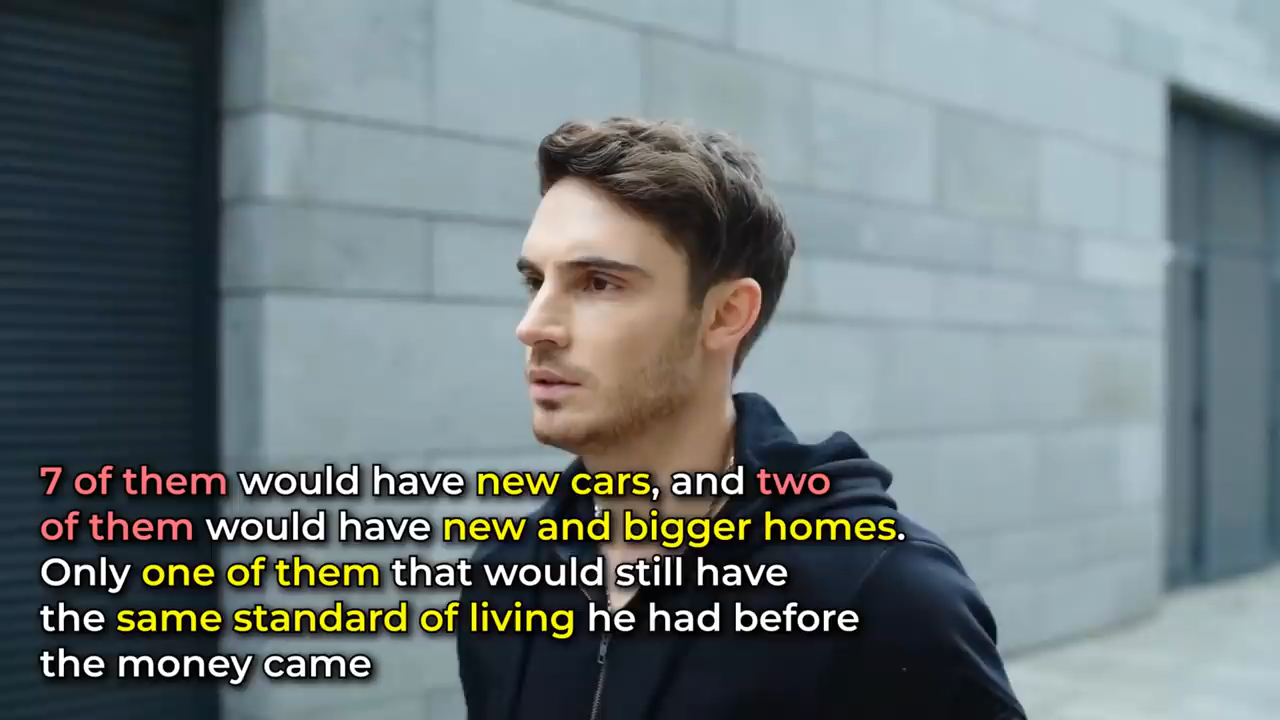 7 of them would have new cars, and two
of them would have new and bigger homes.
Only one of them that would still have
the same standard of living he had before
the money came